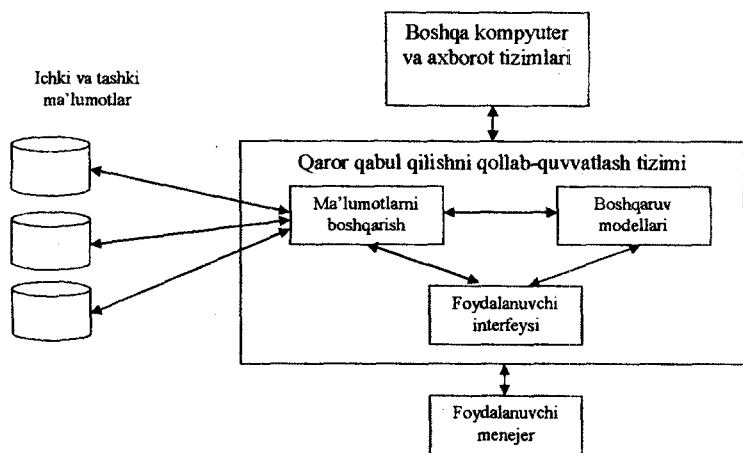 Boshqa kompyuter
va axborot tizimlari
Ichki va tashki
ma’lumotlar
Qaror qabul qilishni qollab-quvvatlash tizimi
Ma’lumotlarni
boshqarish
Boshqaruv
modellari
Foydalanuvchi
interfeysi
Foydalanuvchi
menejer